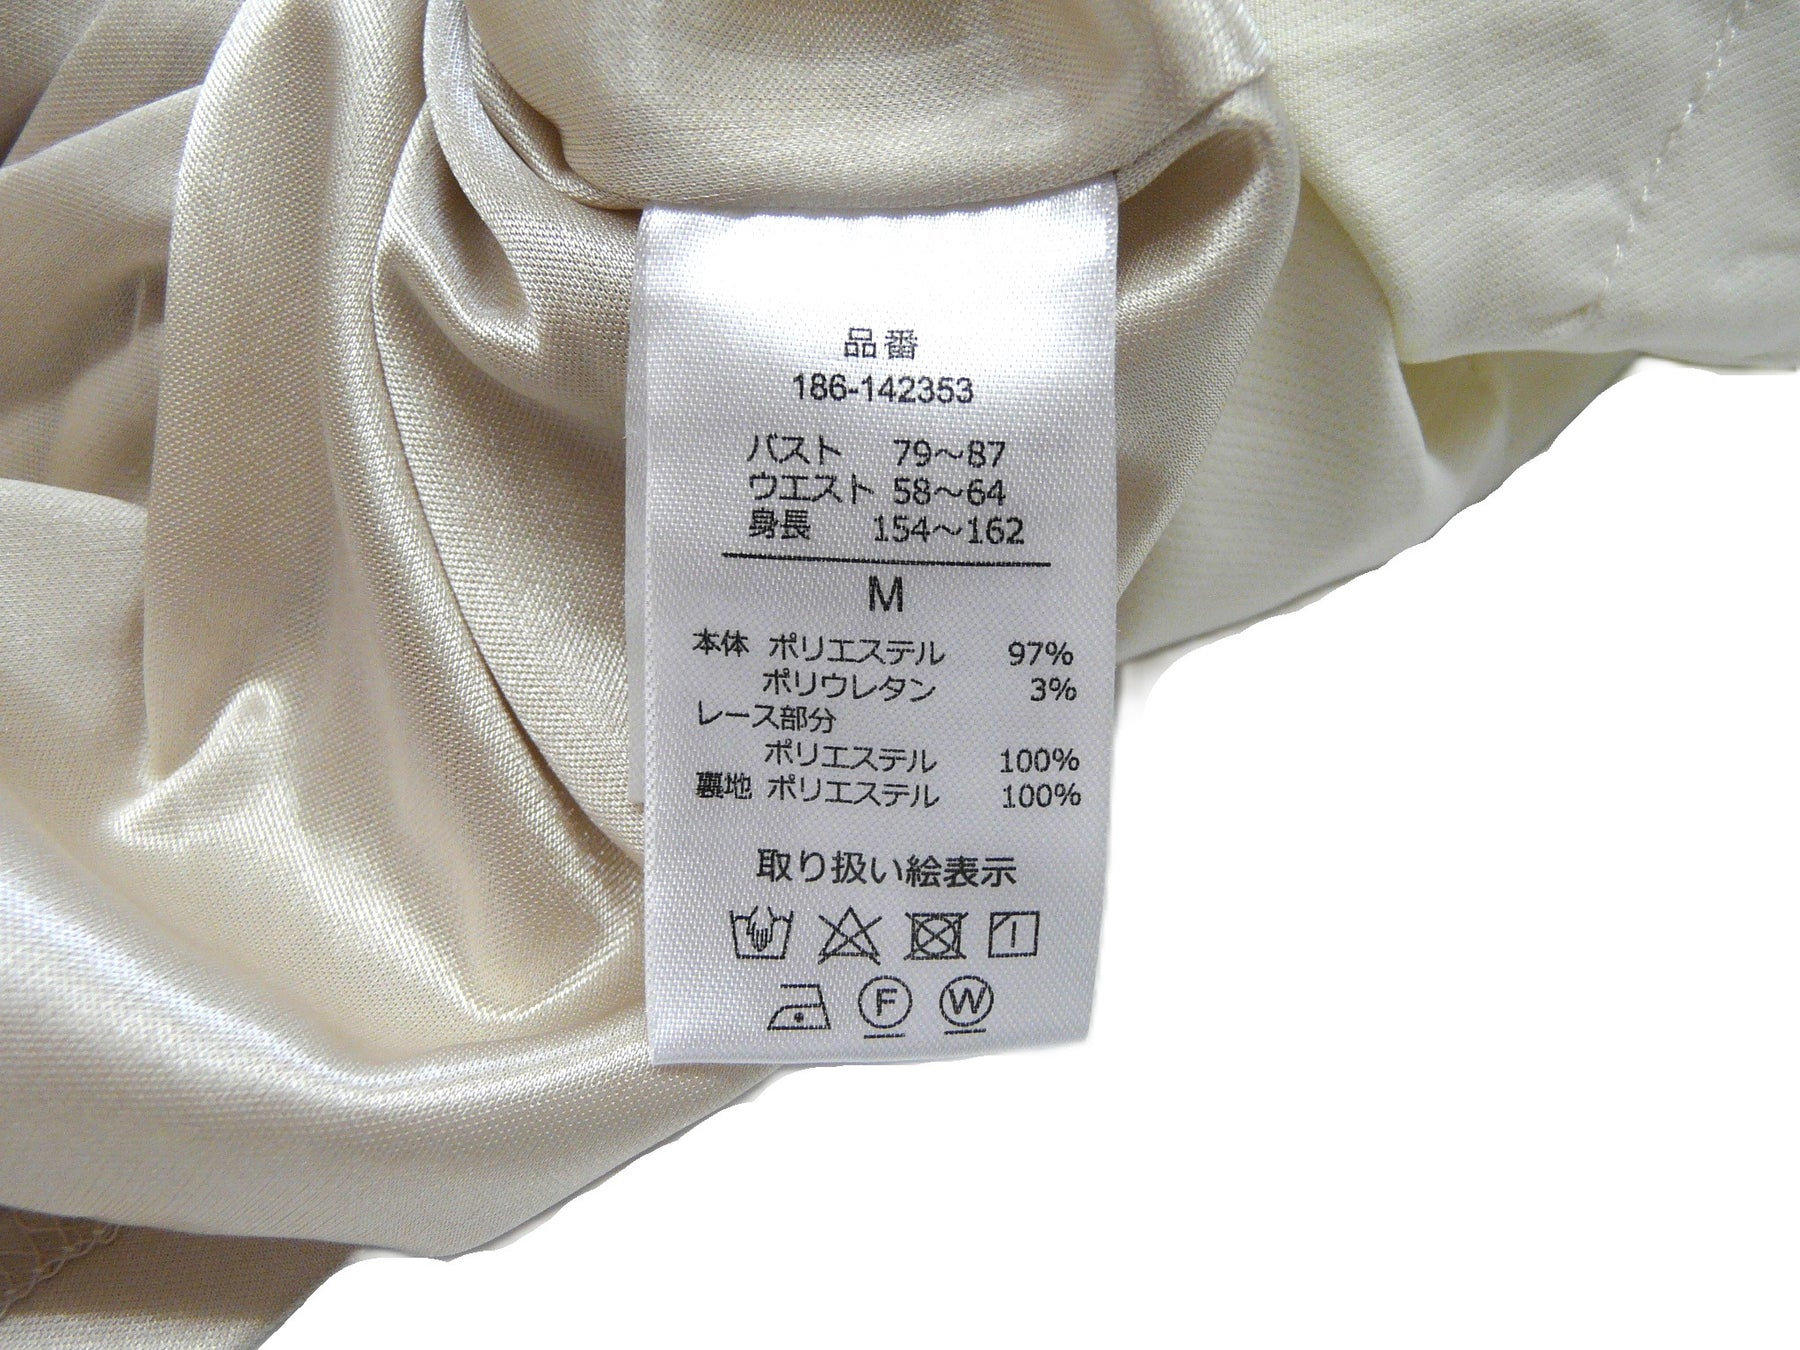 品番
186-142353
バスト 79～87
ウエスト 58～64
身長 154～162
M
本体 ポリエステル 97%
ポリウレタン 3%
レース部分
ポリエステル 100%
裏地 ポリエステル 100%
取り扱い絵表示
F W